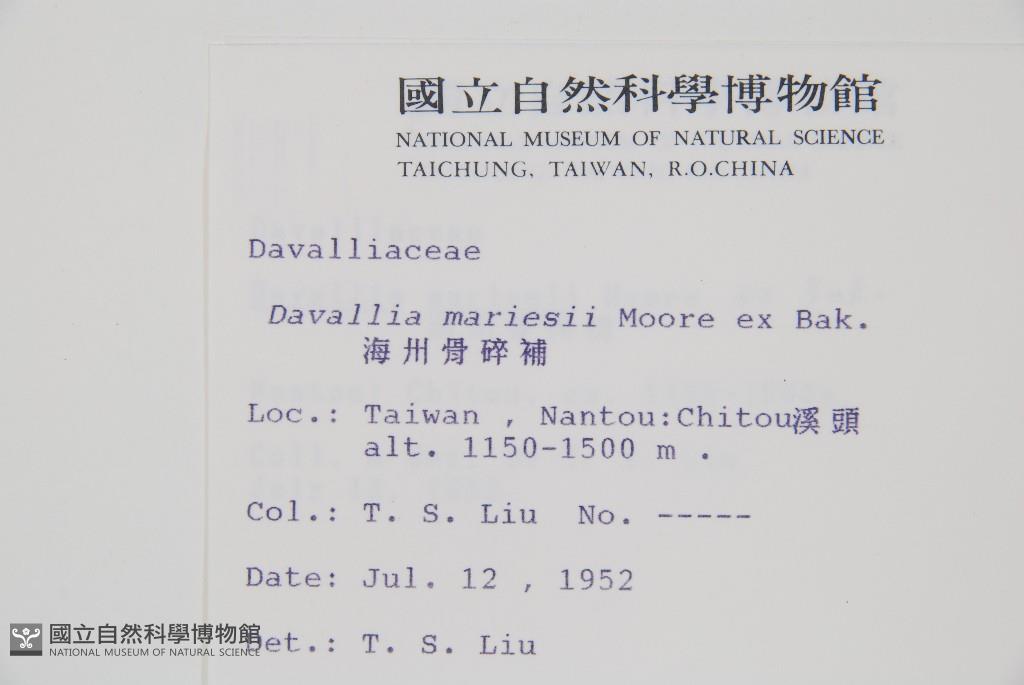 國立自然科學博物館
NATIONAL MUSEUM OF NATURAL SCIENCE
TAICHUNG, TAIWAN, R.O.CHINA
Davalliaceae
Davallia mariesii Moore ex Bak.
海州骨碎補
Loc.: Taiwan , Nantou:Chitou溪頭
alt. 1150-1500 m .
Col.: T. S. Liu No. -----
Date: Jul. 12 , 1952
Det.: T. S. Liu
國立自然科學博物館
NATIONAL MUSEUM OF NATURAL SCIENCE